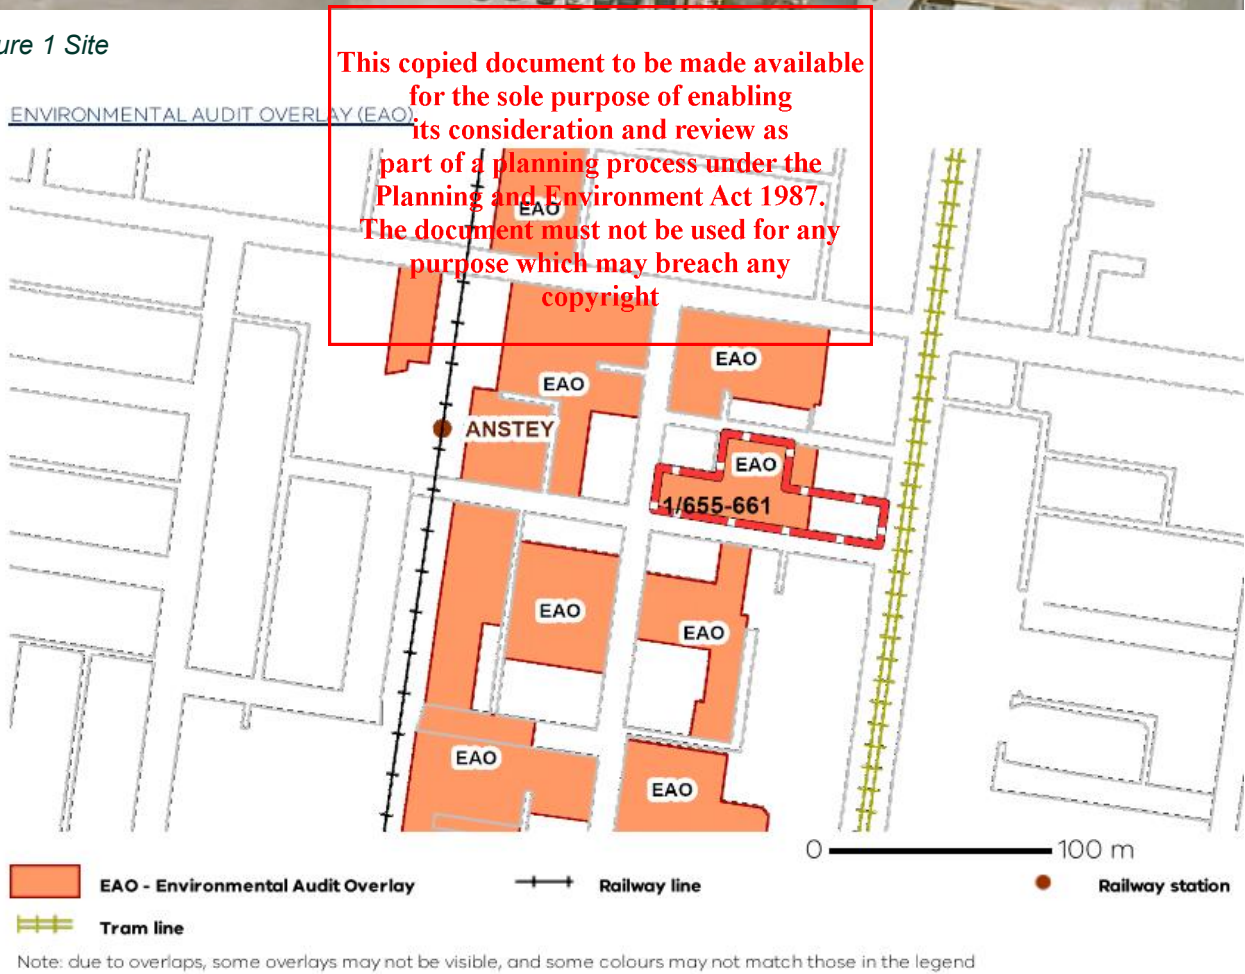 ure 1 Site
This copied document to be made available
for the sole purpose of enabling
its consideration and review as
part of a planning process under the
Planning and Environment Act 1987.
The document must not be used for any
purpose which may breach any
copyright
ENVIRONMENTAL AUDIT OVERLAY (EAO)
EAO
EAO
EAO
ANSTEY
EAO
1/655-661
EAO
EAO
EAO
EAO
0 100 m
EAO - Environmental Audit Overlay
Railway line
Railway station
Tram line
Note: due to overlaps, some overlays may not be visible, and some colours may not match those in the legend